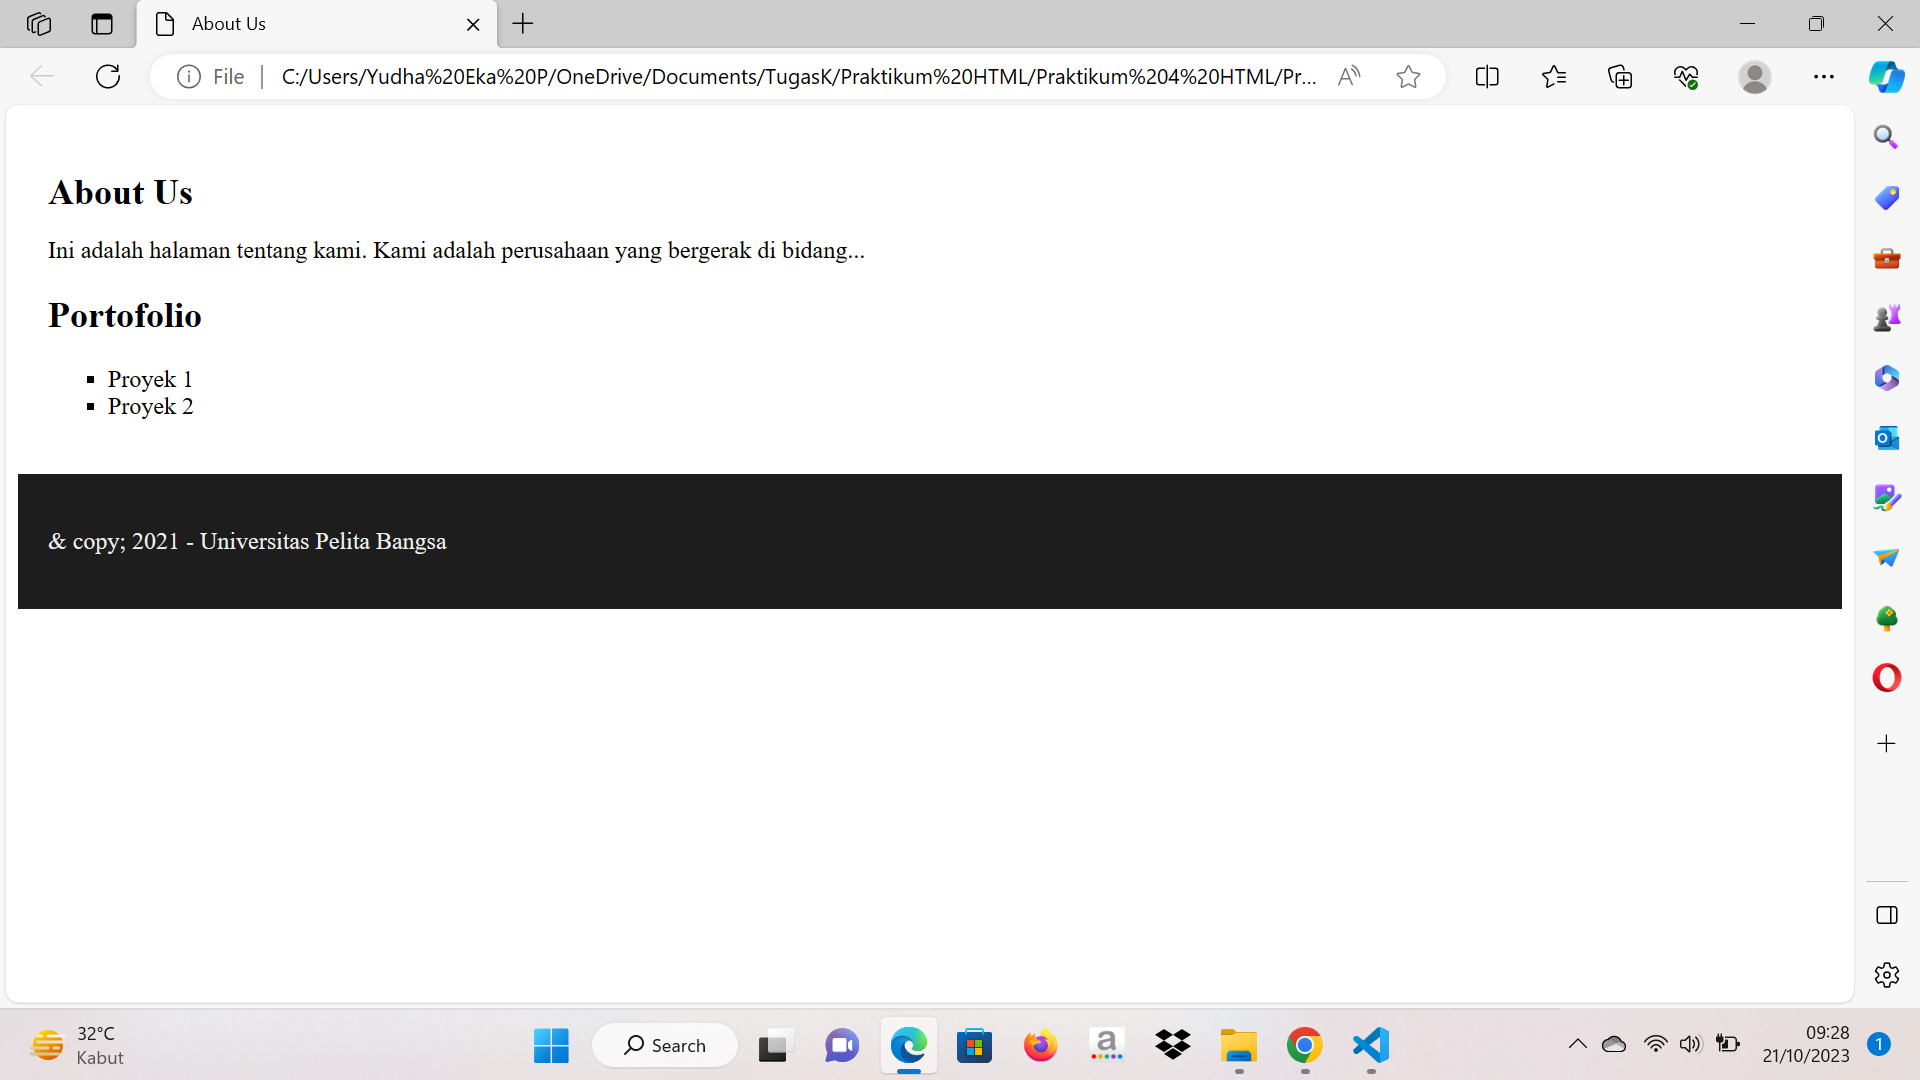 About Us
File
C:/Users/Yudha%20Eka%20P/OneDrive/Documents/TugasK/Praktikum%20HTML/Praktikum%204%20HTML/Pr...
About Us
Ini adalah halaman tentang kami. Kami adalah perusahaan yang bergerak di bidang...
Portofolio
Proyek 1
Proyek 2
& copy; 2021 - Universitas Pelita Bangsa
32°C
Kabut
Search
09:28
21/10/2023
1